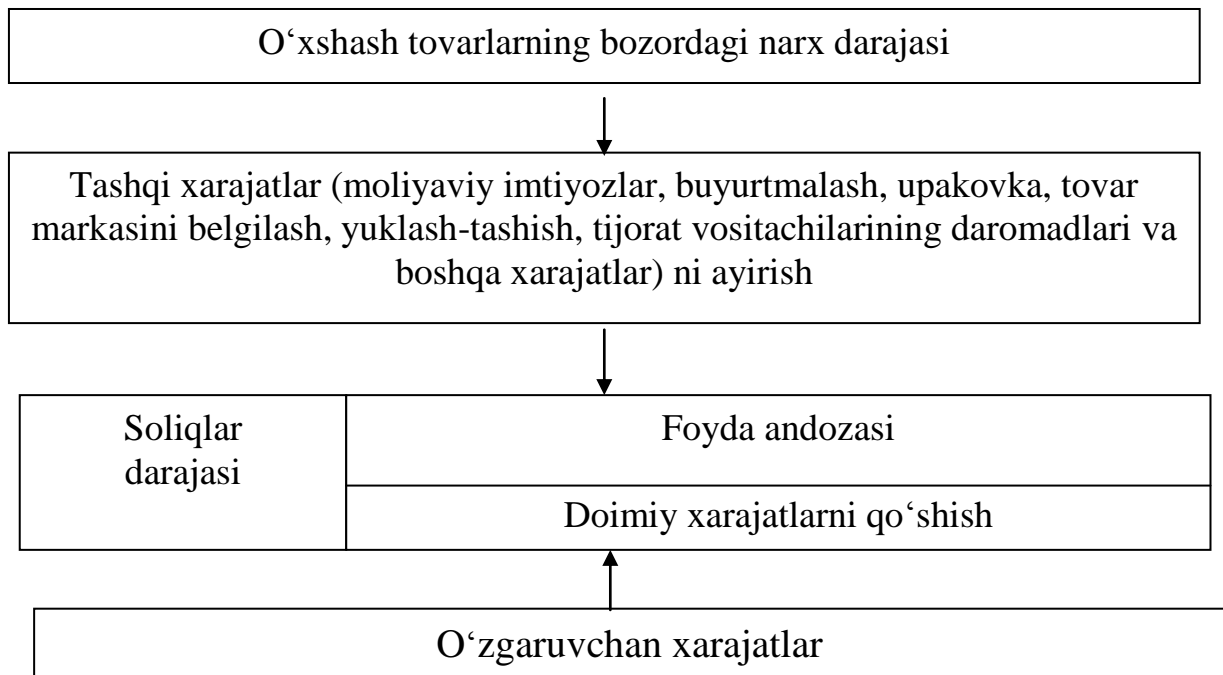 O‘xshash tovarlarning bozordagi narx darajasi
Tashqi xarajatlar (moliyaviy imtiyozlar, buyurtmalash, upakovka, tovar
markasini belgilash, yuklash-tashish, tijorat vositachilarining daromadlari va
boshqa xarajatlar) ni ayirish
Soliqlar
darajasi
Foyda andozasi
Doimiy xarajatlarni qo‘shish
O‘zgaruvchan xarajatlar